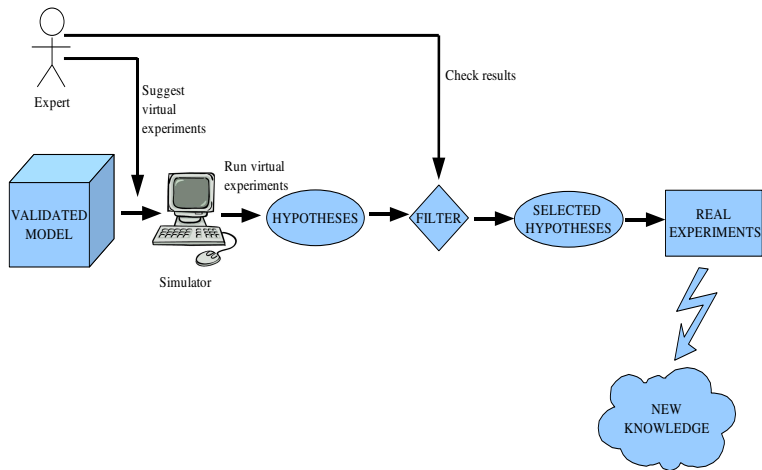 Expert
Suggest
virtual
experiments
Check results
VALIDATED
MODEL
Simulator
Run virtual
experiments
HYPOTHESES
FILTER
SELECTED
HYPOTHESES
REAL
EXPERIMENTS
NEW
KNOWLEDGE